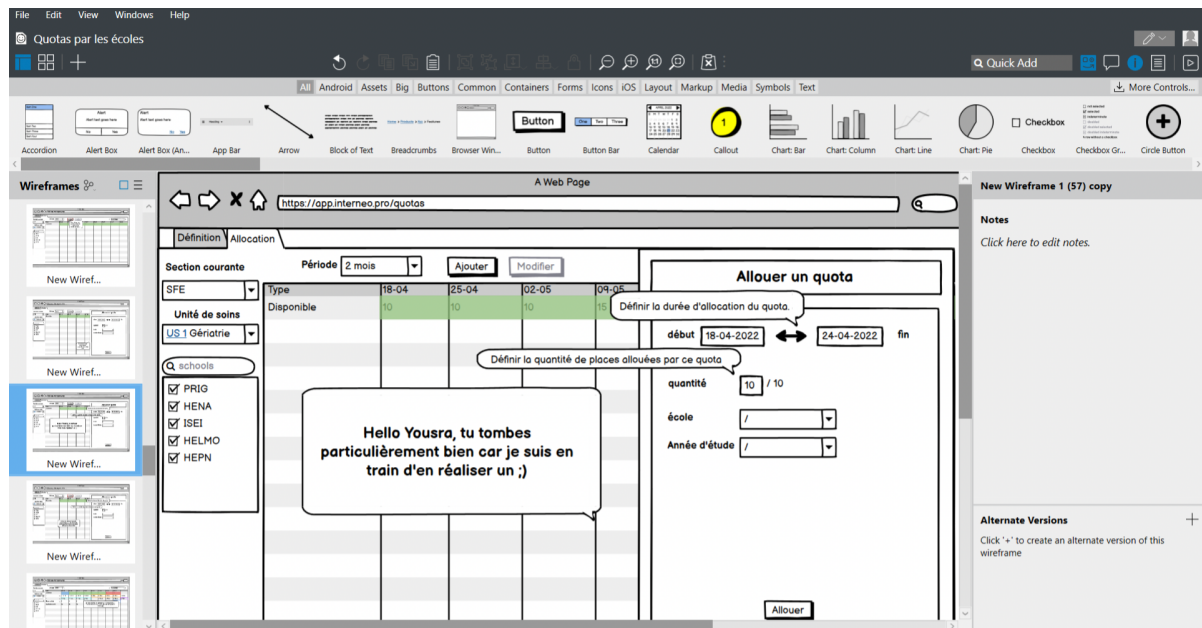 File Edit View Windows Help
Quotas par les écoles
Quick Add
All Android Assets Big Buttons Common Containers Forms Icons iOS Layout Markup Media Symbols Text
More Controls...
Button
1
Checkbox
Accordion Alert Box Alert Box (An... App Bar Arrow Block of Text Breadcrumbs Browser Win... Button Button Bar Calendar Callout Chart: Bar Chart: Column Chart: Line Chart: Pie Checkbox Checkbox Gr... Circle Button
Wireframes
New Wiref...
New Wiref...
New Wiref...
New Wiref...
A Web Page
https://app.interneo.pro/quotas
Définition Allocation
Section courante
SFE
Unité de soins
US 1 Gériatrie
schools
PRIG
HENA
ISEI
HELMO
HEPN
Période 2 mois Ajouter Modifier
Type 18-04 25-04 02-05 09-05
Disponible 10 10 10 15
Hello Yousra, tu tombes
particulièrement bien car je suis en
train d'en réaliser un ;)
Allouer un quota
Définir la durée d'allocation du quota.
début 18-04-2022 24-04-2022 fin
Définir la quantité de places allouées par ce quota
quantité 10 / 10
école /
Année d'étude /
Allouer
New Wireframe 1 (57) copy
Notes
Click here to edit notes.
Alternate Versions
Click '+' to create an alternate version of this
wireframe